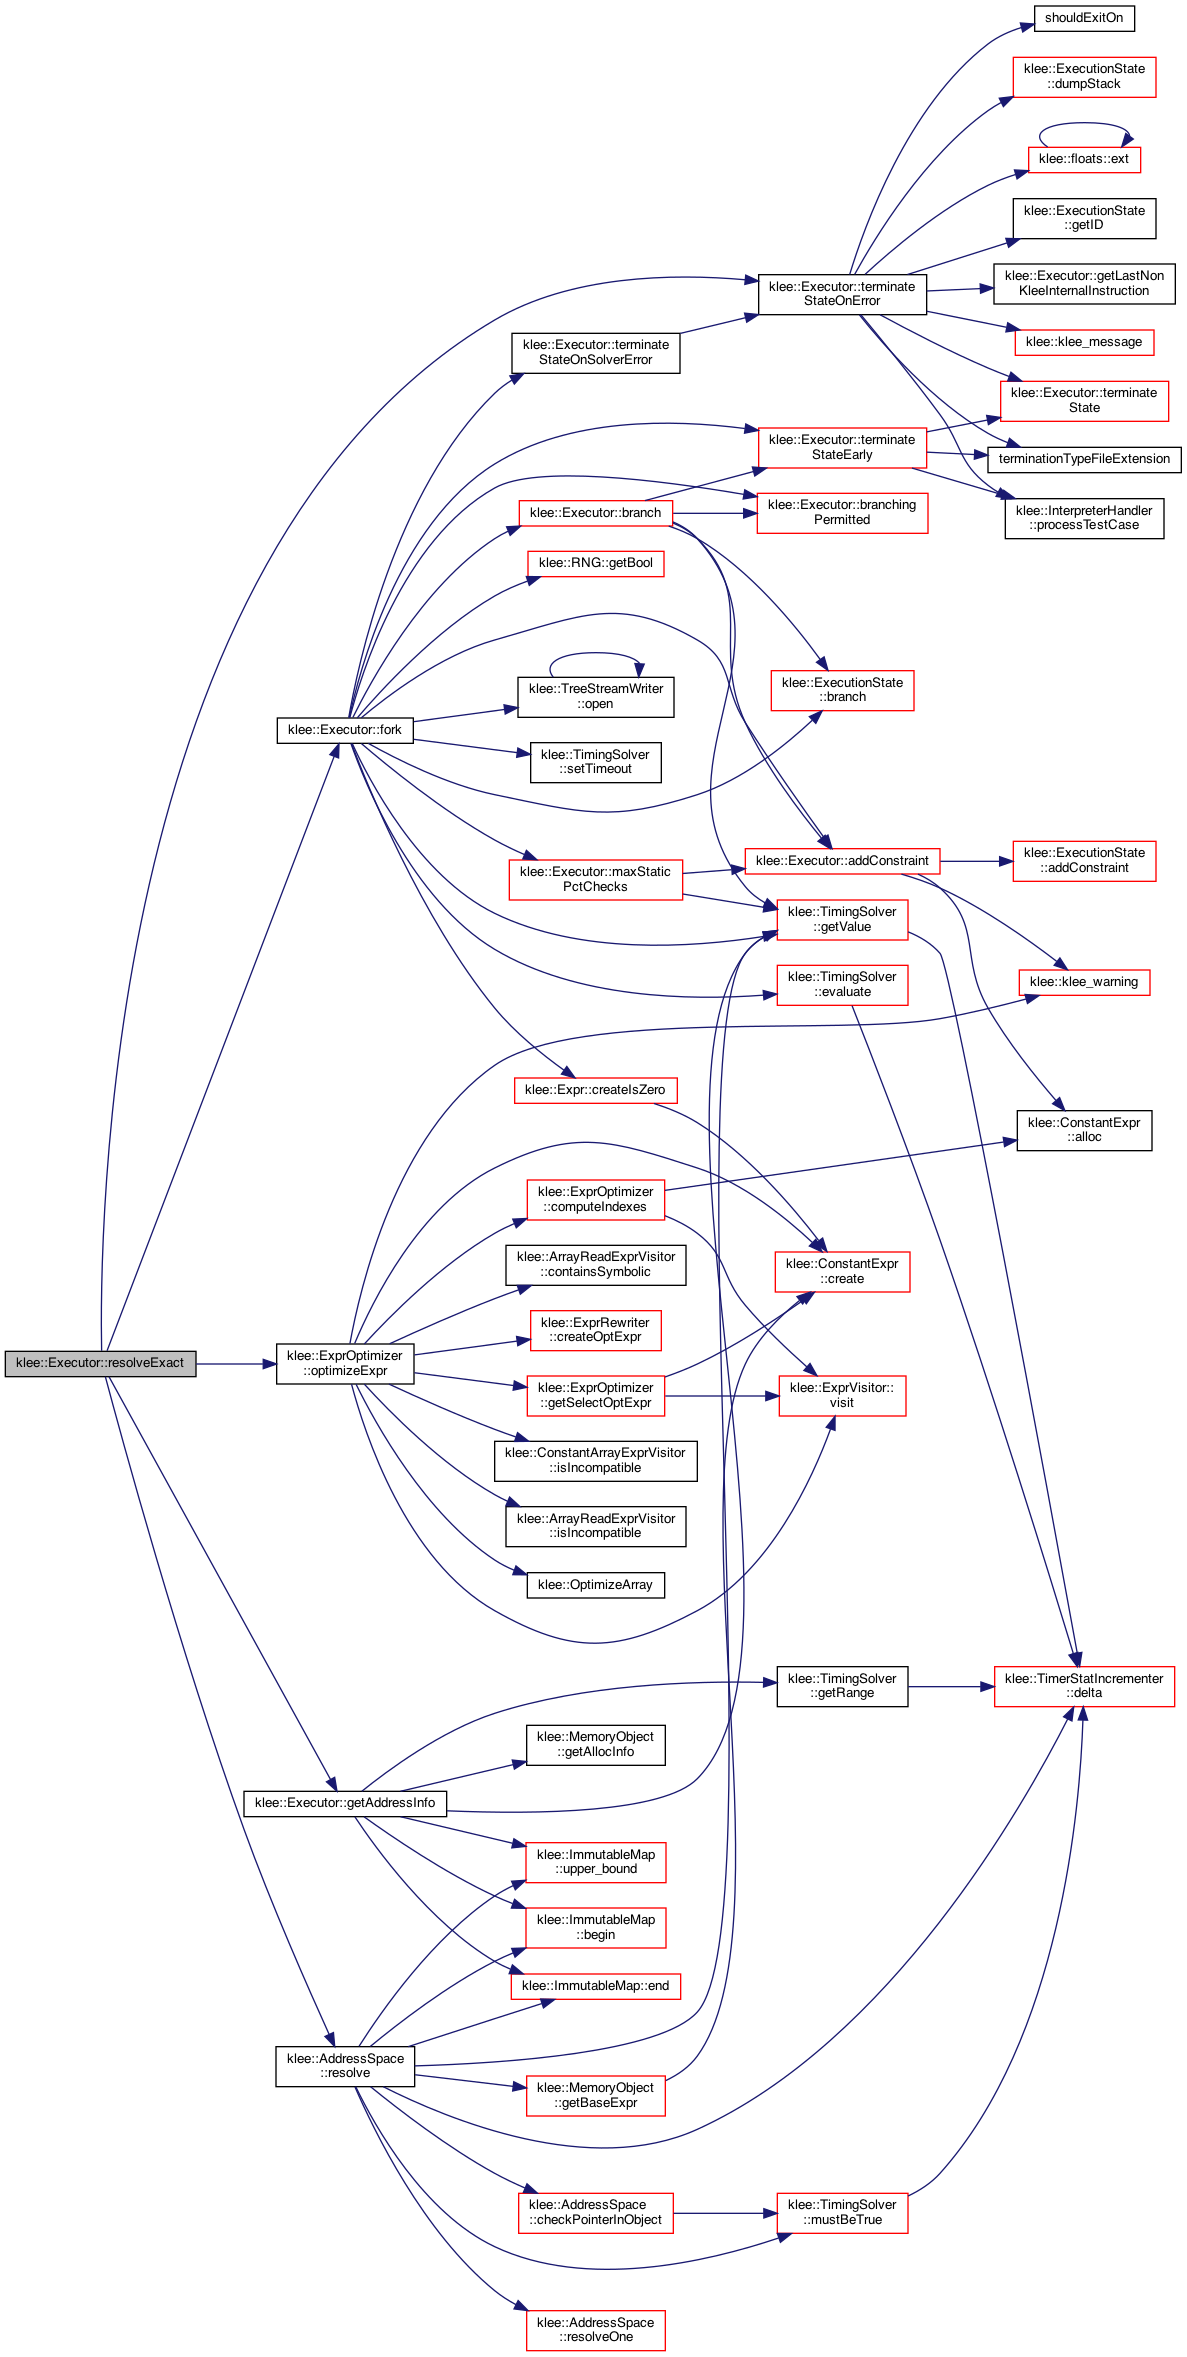 shouldExitOn
klee::ExecutionState
::dumpStack
klee::floats::ext
klee::ExecutionState
::getID
klee::Executor::getLastNon
KleeInternalInstruction
klee::Executor::terminate
StateOnError
klee::klee_message
klee::Executor::terminate
StateOnSolverError
klee::Executor::terminate
State
klee::Executor::terminate
StateEarly
terminationTypeFileExtension
klee::Executor::branch
klee::Executor::branching
Permitted
klee::InterpreterHandler
::processTestCase
klee::RNG::getBool
klee::TreeStreamWriter
::open
klee::ExecutionState
::branch
klee::Executor::fork
klee::TimingSolver
::setTimeout
klee::Executor::maxStatic
PctChecks
klee::Executor::addConstraint
klee::ExecutionState
::addConstraint
klee::TimingSolver
::getValue
klee::TimingSolver
::evaluate
klee::klee_warning
klee::Expr::createIsZero
klee::ConstantExpr
::alloc
klee::ExprOptimizer
::computeIndexes
klee::ArrayReadExprVisitor
::containsSymbolic
klee::ConstantExpr
::create
klee::ExprRewriter
::createOptExpr
klee::Executor::resolveExact
klee::ExprOptimizer
::optimizeExpr
klee::ExprOptimizer
::getSelectOptExpr
klee::ExprVisitor::
visit
klee::ConstantArrayExprVisitor
::isIncompatible
klee::ArrayReadExprVisitor
::isIncompatible
klee::OptimizeArray
klee::TimingSolver
::getRange
klee::TimerStatIncrementer
::delta
klee::MemoryObject
::getAllocInfo
klee::Executor::getAddressInfo
klee::ImmutableMap
::upper_bound
klee::ImmutableMap
::begin
klee::ImmutableMap::end
klee::AddressSpace
::resolve
klee::MemoryObject
::getBaseExpr
klee::AddressSpace
::checkPointerInObject
klee::TimingSolver
::mustBeTrue
klee::AddressSpace
::resolveOne